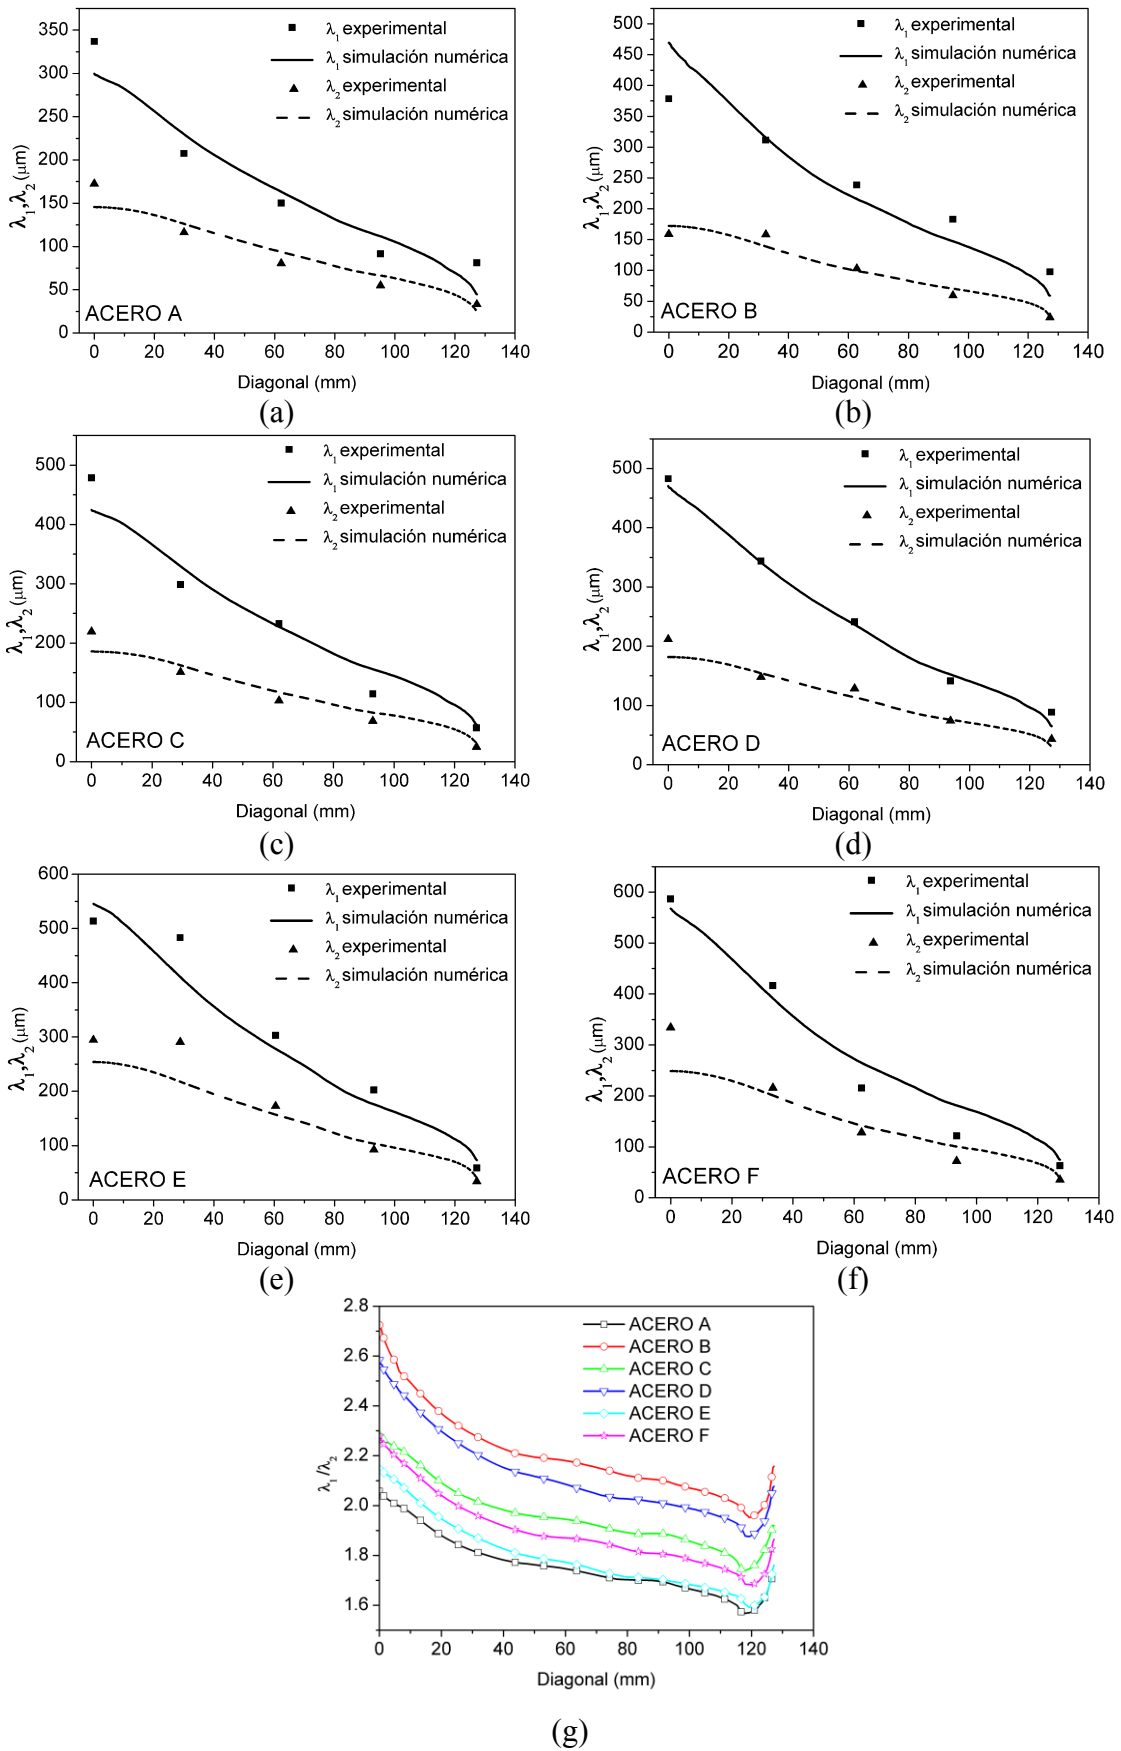 λ1 experimental
λ1 simulación numérica
λ2 experimental
λ2 simulación numérica
350
300
250
200
150
100
50
0
λ1,λ2 (μm)
ACERO A
0 20 40 60 80 100 120 140
Diagonal (mm)
(a)
λ1 experimental
λ1 simulación numérica
λ2 experimental
λ2 simulación numérica
500
450
400
350
300
250
200
150
100
50
0
λ1,λ2 (μm)
ACERO B
0 20 40 60 80 100 120 140
Diagonal (mm)
(b)
λ1 experimental
λ1 simulación numérica
λ2 experimental
λ2 simulación numérica
500
400
300
200
100
0
λ1,λ2 (μm)
ACERO C
0 20 40 60 80 100 120 140
Diagonal (mm)
(c)
λ1 experimental
λ1 simulación numérica
λ2 experimental
λ2 simulación numérica
500
400
300
200
100
0
λ1,λ2 (μm)
ACERO D
0 20 40 60 80 100 120 140
Diagonal (mm)
(d)
λ1 experimental
λ1 simulación numérica
λ2 experimental
λ2 simulación numérica
600
500
400
300
200
100
0
λ1,λ2 (μm)
ACERO E
0 20 40 60 80 100 120 140
Diagonal (mm)
(e)
λ1 experimental
λ1 simulación numérica
λ2 experimental
λ2 simulación numérica
600
500
400
300
200
100
0
λ1,λ2 (μm)
ACERO F
0 20 40 60 80 100 120 140
Diagonal (mm)
(f)
2.8
2.6
2.4
2.2
2.0
1.8
1.6
λ1/λ2
ACERO A
ACERO B
ACERO C
ACERO D
ACERO E
ACERO F
0 20 40 60 80 100 120 140
Diagonal (mm)
(g)